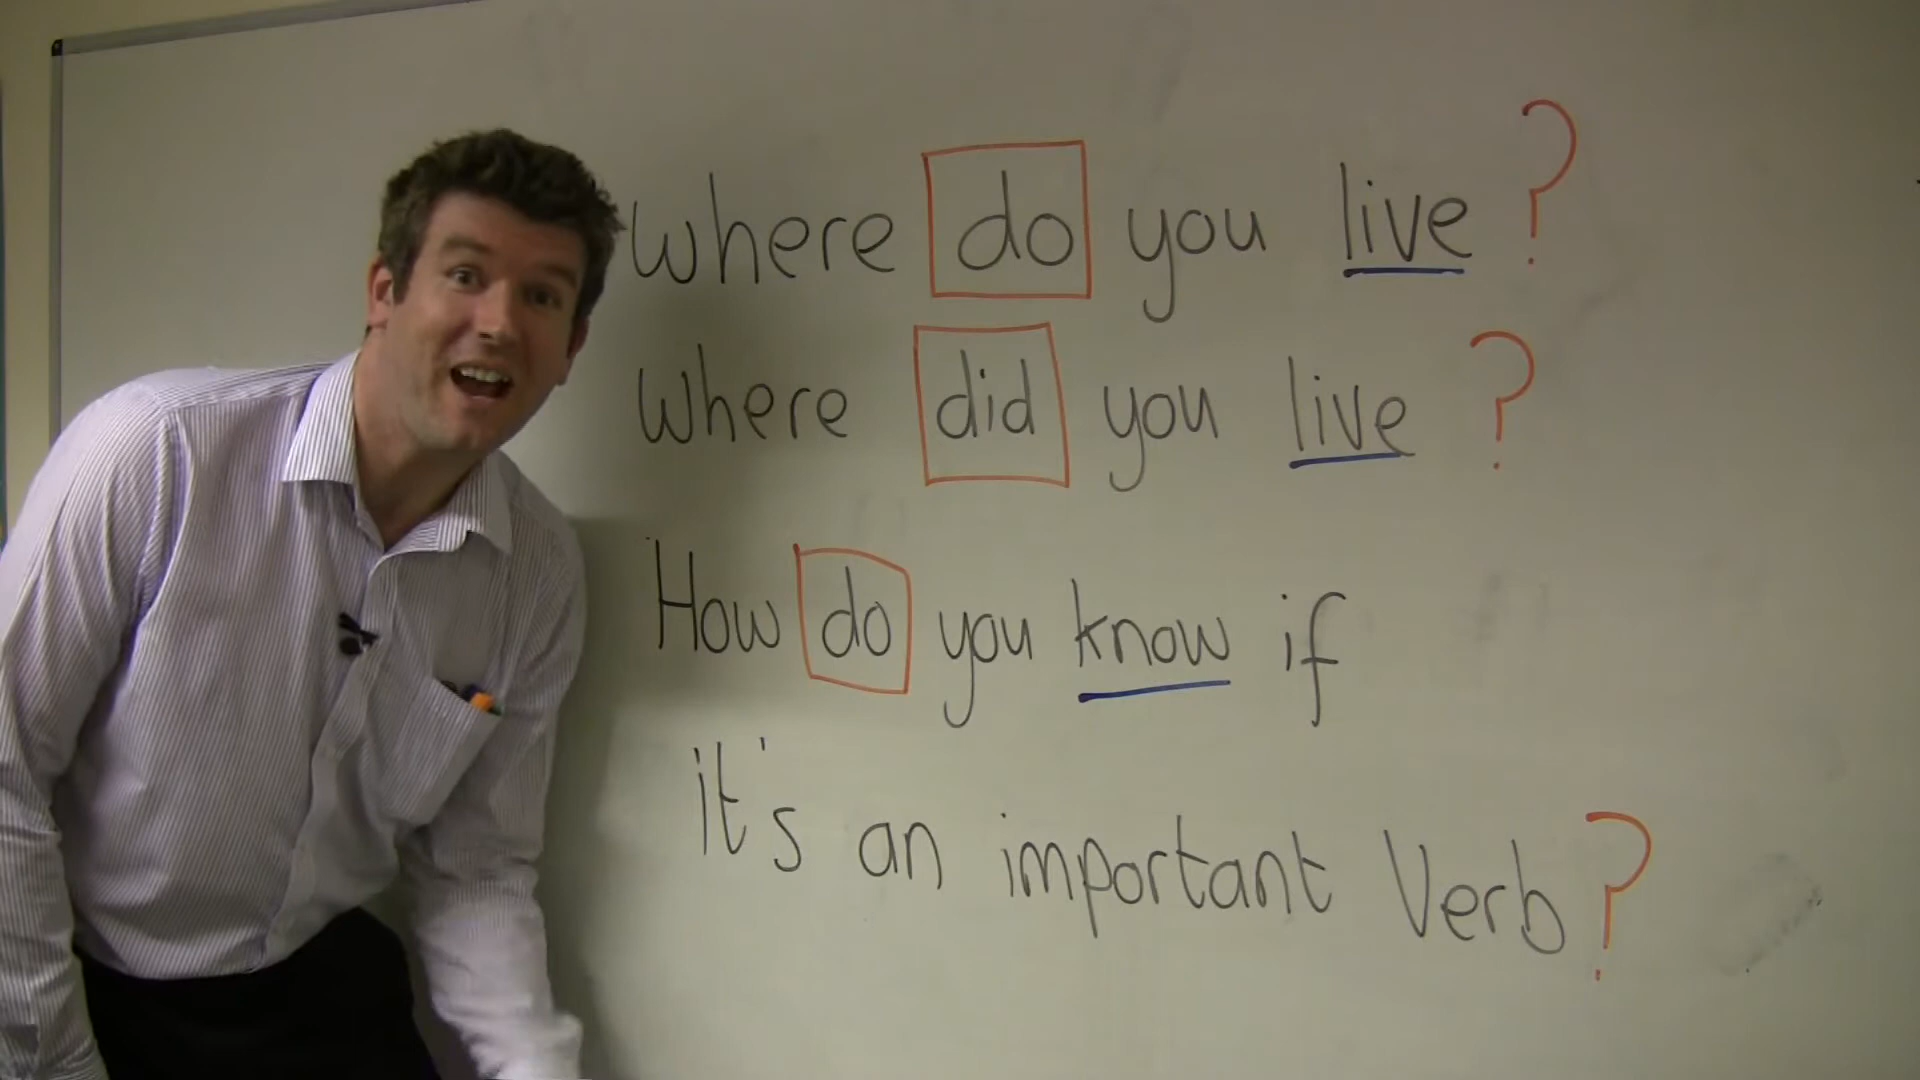 where do you live?
where did you live?
How do you know if
it's an important Verb?